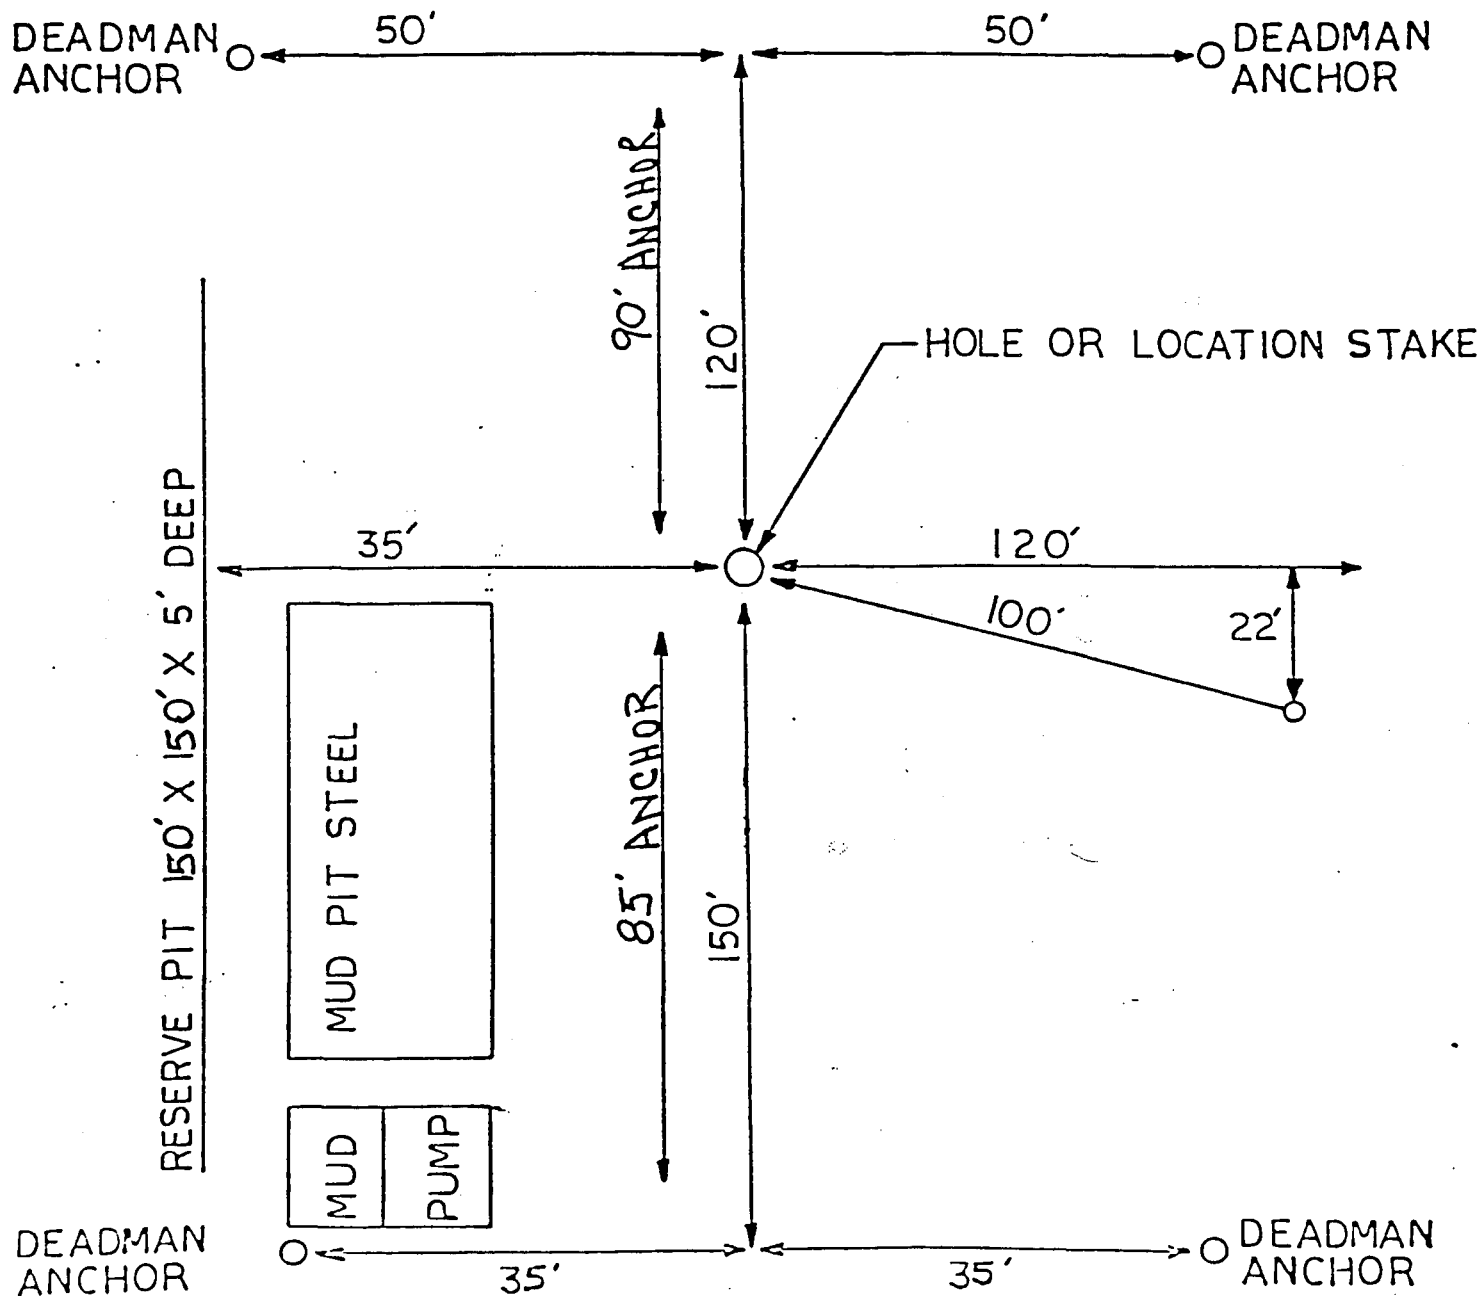 50'
50'
DEADMAN
ANCHOR
DEADMAN
ANCHOR
90' ANCHOR
120'
HOLE OR LOCATION STAKE
35'
120'
100'
22'
RESERVE PIT 150' X 150' X 5' DEEP
MUD PIT STEEL
85' ANCHOR
150'
MUD
PUMP
DEADMAN
ANCHOR
35'
35'
DEADMAN
ANCHOR